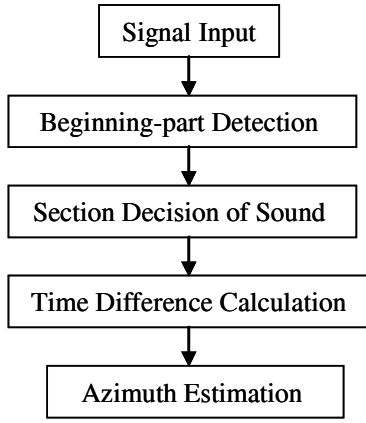 Signal Input
Beginning-part Detection
Section Decision of Sound
Time Difference Calculation
Azimuth Estimation